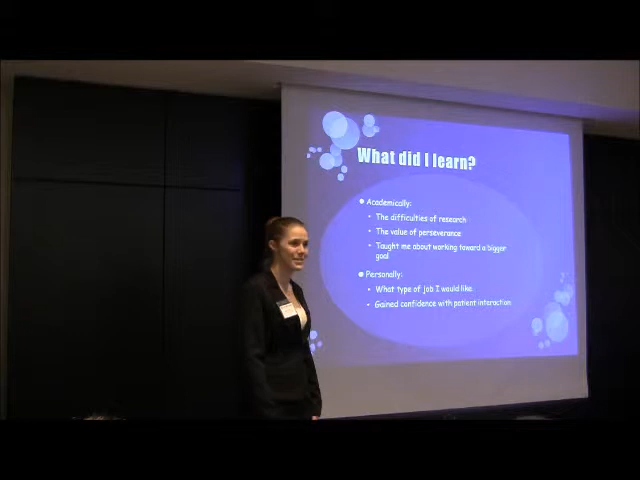 What did I learn?
Academically:
The difficulties of research
The value of perseverance
Taught me about working toward a bigger
goal
Personally:
What type of job I would like.
Gained confidence with patient interaction